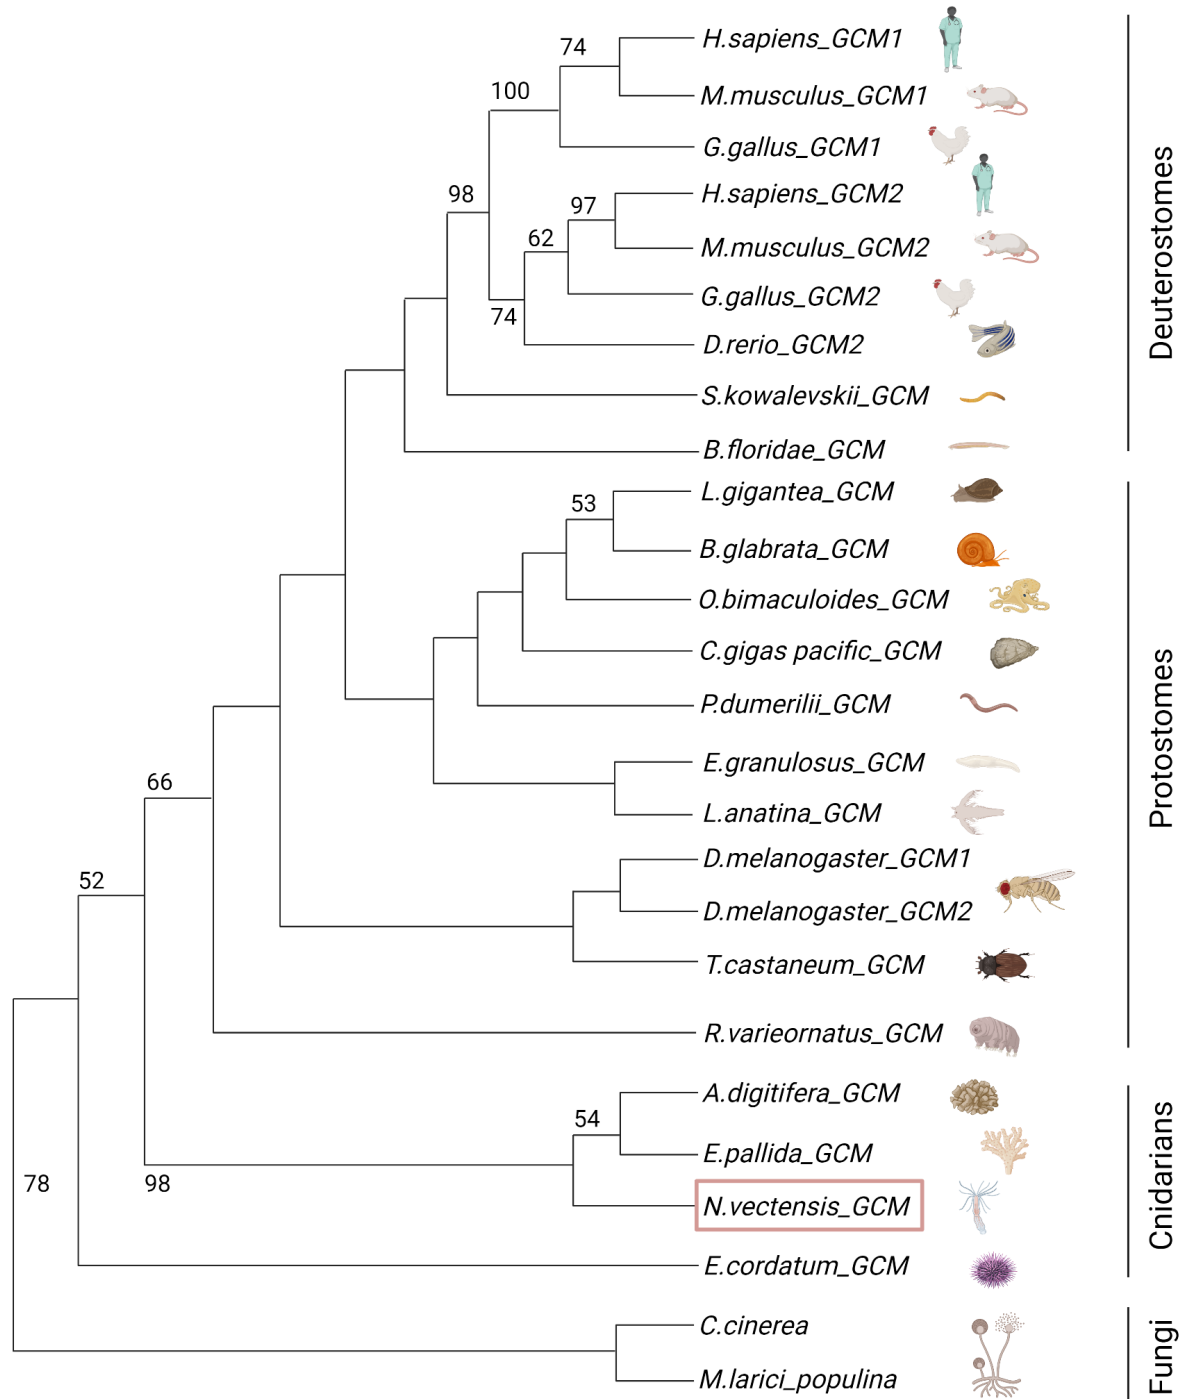 74
H.sapiens_GCM1
100
M.musculus_GCM1
G.gallus_GCM1
98
97
H.sapiens_GCM2
62
M.musculus_GCM2
G.gallus_GCM2
74
D.rerio_GCM2
S.kowalevskii_GCM
B.floridae_GCM
Deuterostomes
53
L.gigantea_GCM
B.glabrata_GCM
O.bimaculoides_GCM
C.gigas pacific_GCM
P.dumerilii_GCM
E.granulosus_GCM
L.anatina_GCM
66
D.melanogaster_GCM1
52
D.melanogaster_GCM2
T.castaneum_GCM
R.varieornatus_GCM
Protostomes
A.digitifera_GCM
54
E.pallida_GCM
78
98
N.vectensis_GCM
E.cordatum_GCM
Cnidarians
C.cinerea
M.larici_populina
Fungi